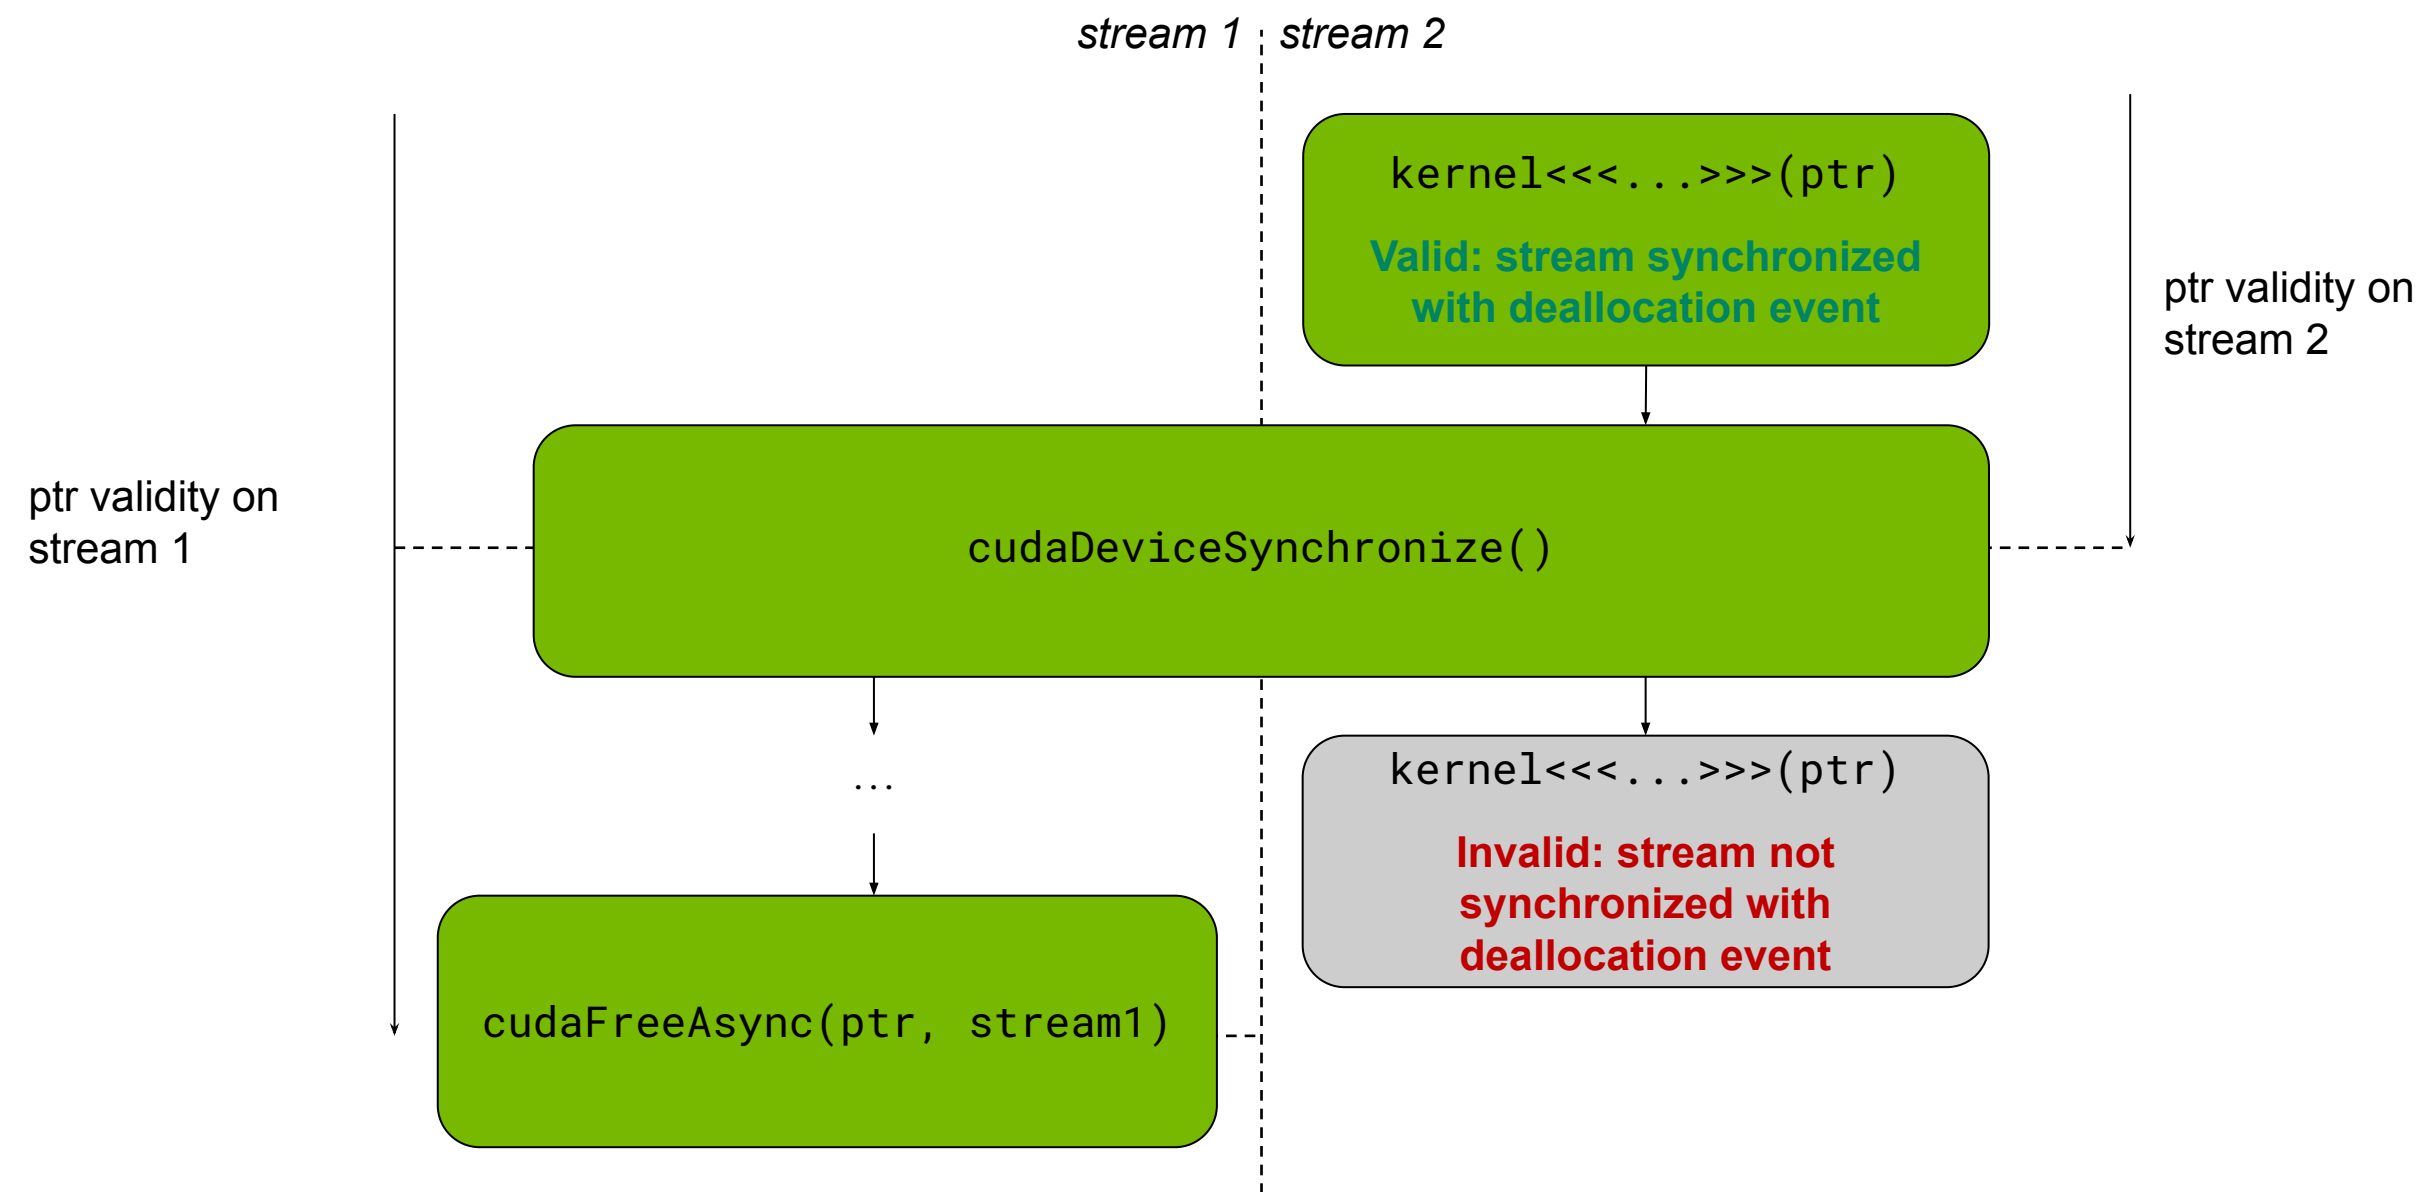 stream 1
stream 2
kernel<<<...>>>(ptr)
Valid: stream synchronized
with deallocation event
ptr validity on
stream 2
ptr validity on
stream 1
cudaDeviceSynchronize()
...
kernel<<<...>>>(ptr)
Invalid: stream not
synchronized with
deallocation event
cudaFreeAsync(ptr, stream1)